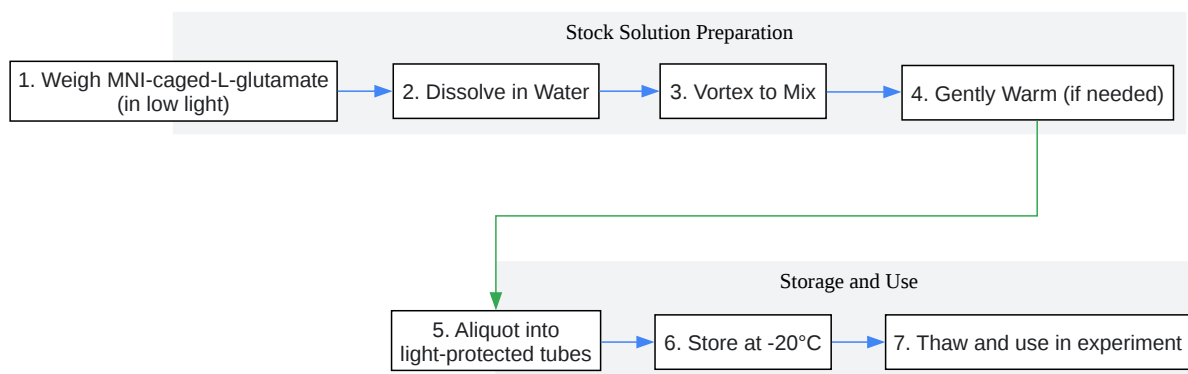 Stock Solution Preparation
1. Weigh MNI-caged-L-glutamate
(in low light)
2. Dissolve in Water
3. Vortex to Mix
4. Gently Warm (if needed)
Storage and Use
5. Aliquot into
light-protected tubes
6. Store at -20°C
7. Thaw and use in experiment